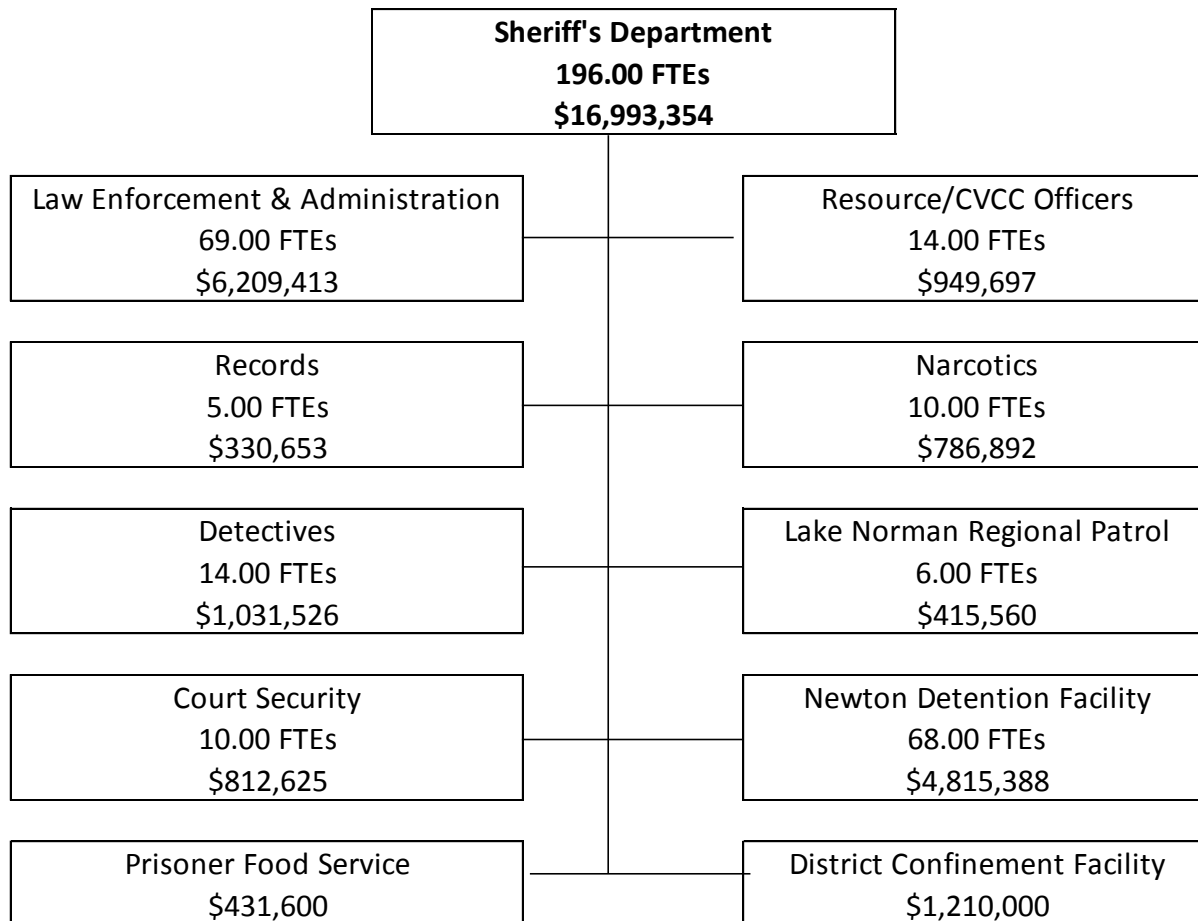 Sheriff's Department
196.00 FTEs
$16,993,354
Law Enforcement & Administration
69.00 FTEs
$6,209,413
Resource/CVCC Officers
14.00 FTEs
$949,697
Records
5.00 FTEs
$330,653
Narcotics
10.00 FTEs
$786,892
Detectives
14.00 FTEs
$1,031,526
Lake Norman Regional Patrol
6.00 FTEs
$415,560
Court Security
10.00 FTEs
$812,625
Newton Detention Facility
68.00 FTEs
$4,815,388
Prisoner Food Service
$431,600
District Confinement Facility
$1,210,000